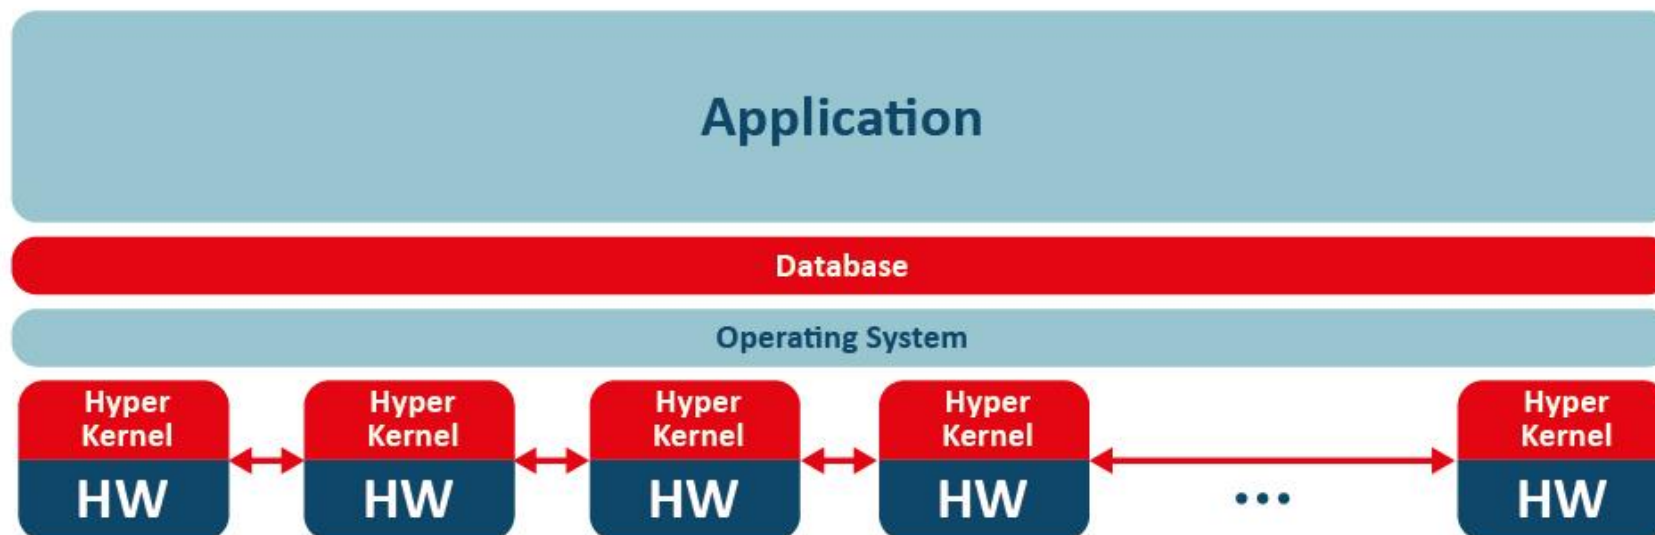 Application
Database
Operating System
Hyper Hyper Hyper Hyper Hyper
Kernel Kernel Kernel Kernel Kernel
HW HW HW HW ... HW